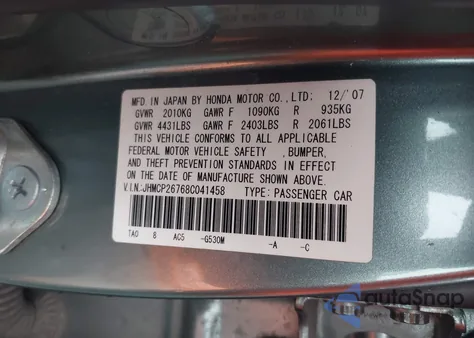 MFD. IN JAPAN BY HONDA MOTOR CO., LTD: 12/'07
GVWR 2010KG GAWR F 1090KG R 935KG
GVWR 4431LBS GAWR F 2403LBS R 2061LBS
THIS VEHICLE CONFORMS TO ALL APPLICABLE
FEDERAL MOTOR VEHICLE SAFETY , BUMPER,
AND THEFT PREVENTION STANDARDS IN EFFECT
ON THE DATE OF MANUFACTURE SHOWN ABOVE.
V.I.N.:JHMCP26768C041458 TYPE: PASSENGER CAR
TA0 8 AC5 -G530M -A -C
autoSnap